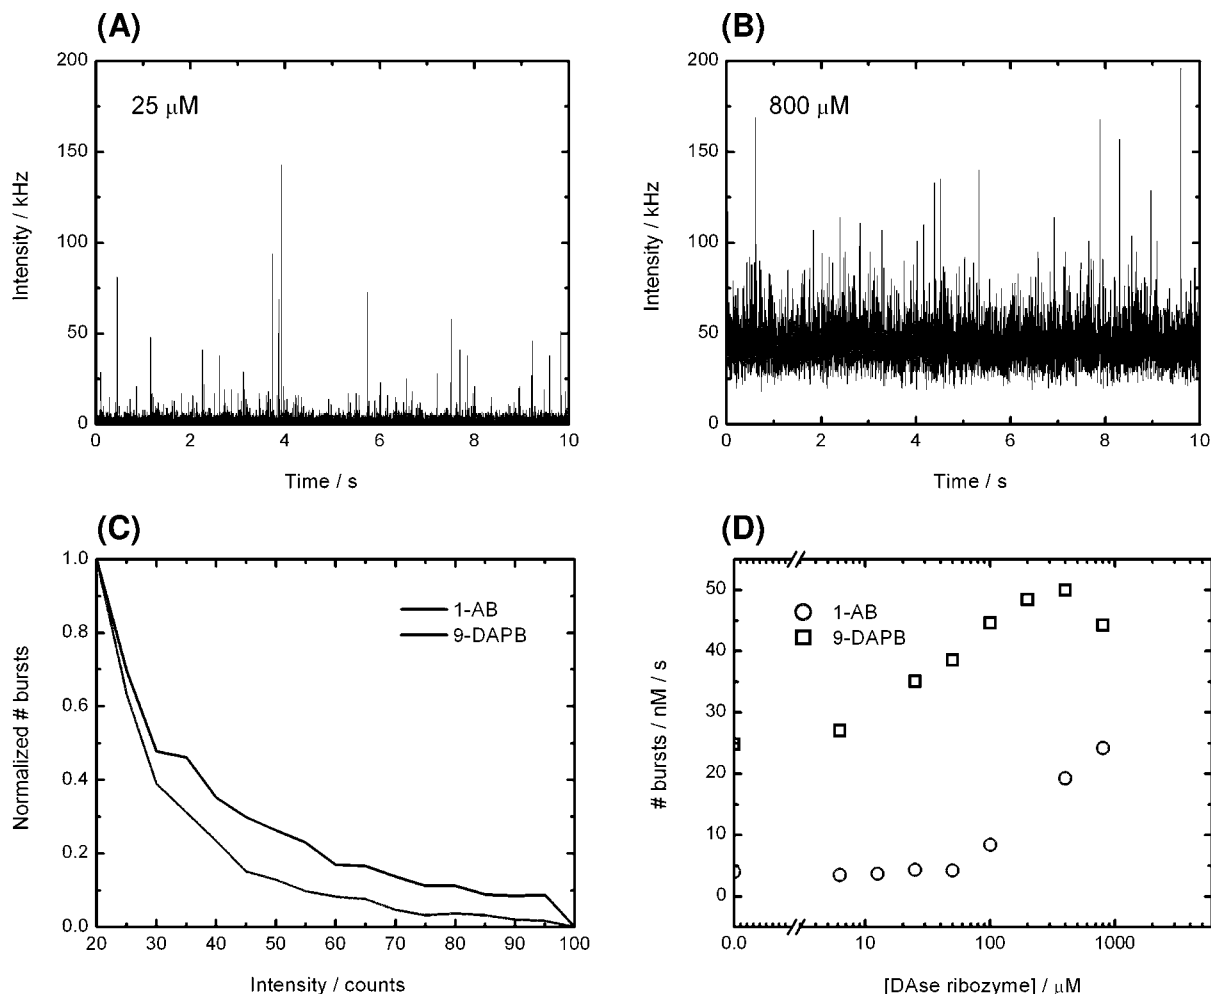 (A)
25 μM
200
150
100
50
0
Intensity / kHz
0 2 4 6 8 10
Time / s
(B)
800 μM
200
150
100
50
0
Intensity / kHz
0 2 4 6 8 10
Time / s
(C)
1-AB
9-DAPB
1.0
0.8
0.6
0.4
0.2
0.0
Normalized # bursts
20 30 40 50 60 70 80 90 100
Intensity / counts
(D)
1-AB
9-DAPB
50
40
30
20
10
0
# bursts / nM / s
0.0 10 100 1000
[DAse ribozyme] / μM